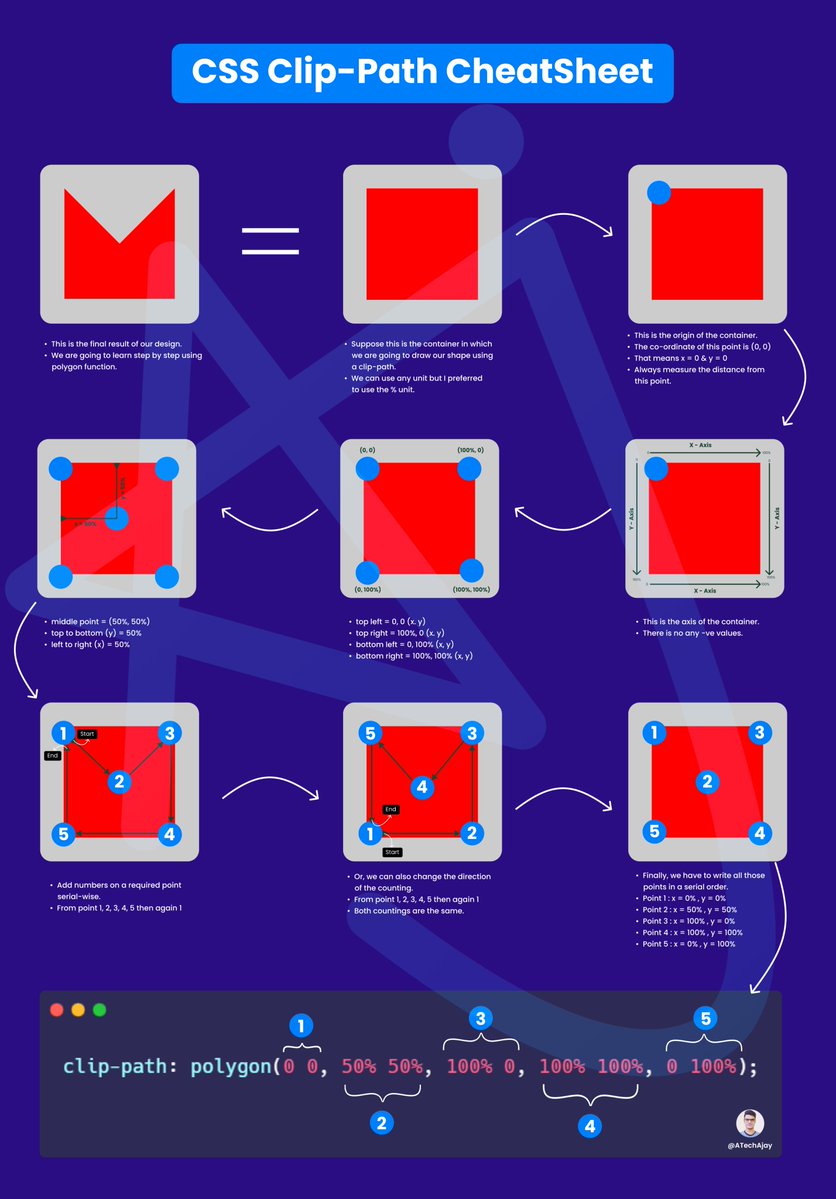 CSS Clip-Path CheatSheet
• This is the final result of our design.
• We are going to learn step by step using
polygon function.
• Suppose this is the container in which
we are going to draw our shape using
a clip-path.
• We can use any unit but I preferred
to use the % unit.
• This is the origin of the container.
• The co-ordinate of this point is (0, 0)
• That means x = 0 & y = 0
• Always measure the distance from
this point.
y = 50%
x = 50%
• middle point = (50%, 50%)
• top to bottom (y) = 50%
• left to right (x) = 50%
(0, 0)
(100%, 0)
(0, 100%)
(100%, 100%)
• top left = 0, 0 (x. y)
• top right = 100%, 0 (x. y)
• bottom left = 0, 100% (x, y)
• bottom right = 100%, 100% (x, y)
X - Axis
0
100%
Y - Axis
Y - Axis
100%
100%
0
100%
X - Axis
• This is the axis of the container.
• There is no any -ve values.
1
Start
3
End
2
5
4
• Add numbers on a required point
serial-wise.
• From point 1, 2, 3, 4, 5 then again 1
5
3
4
End
1
2
Start
• Or, we can also change the direction
of the counting.
• From point 1, 2, 3, 4, 5 then again 1
• Both countings are the same.
1
3
2
5
4
• Finally, we have to write all those
points in a serial order.
• Point 1 : x = 0% , y = 0%
• Point 2 : x = 50% , y = 50%
• Point 3 : x = 100% , y = 0%
• Point 4 : x = 100% , y = 100%
• Point 5 : x = 0% , y = 100%
1
3
5
clip-path: polygon(0 0, 50% 50%, 100% 0, 100% 100%, 0 100%);
2
4
@ATechAjay